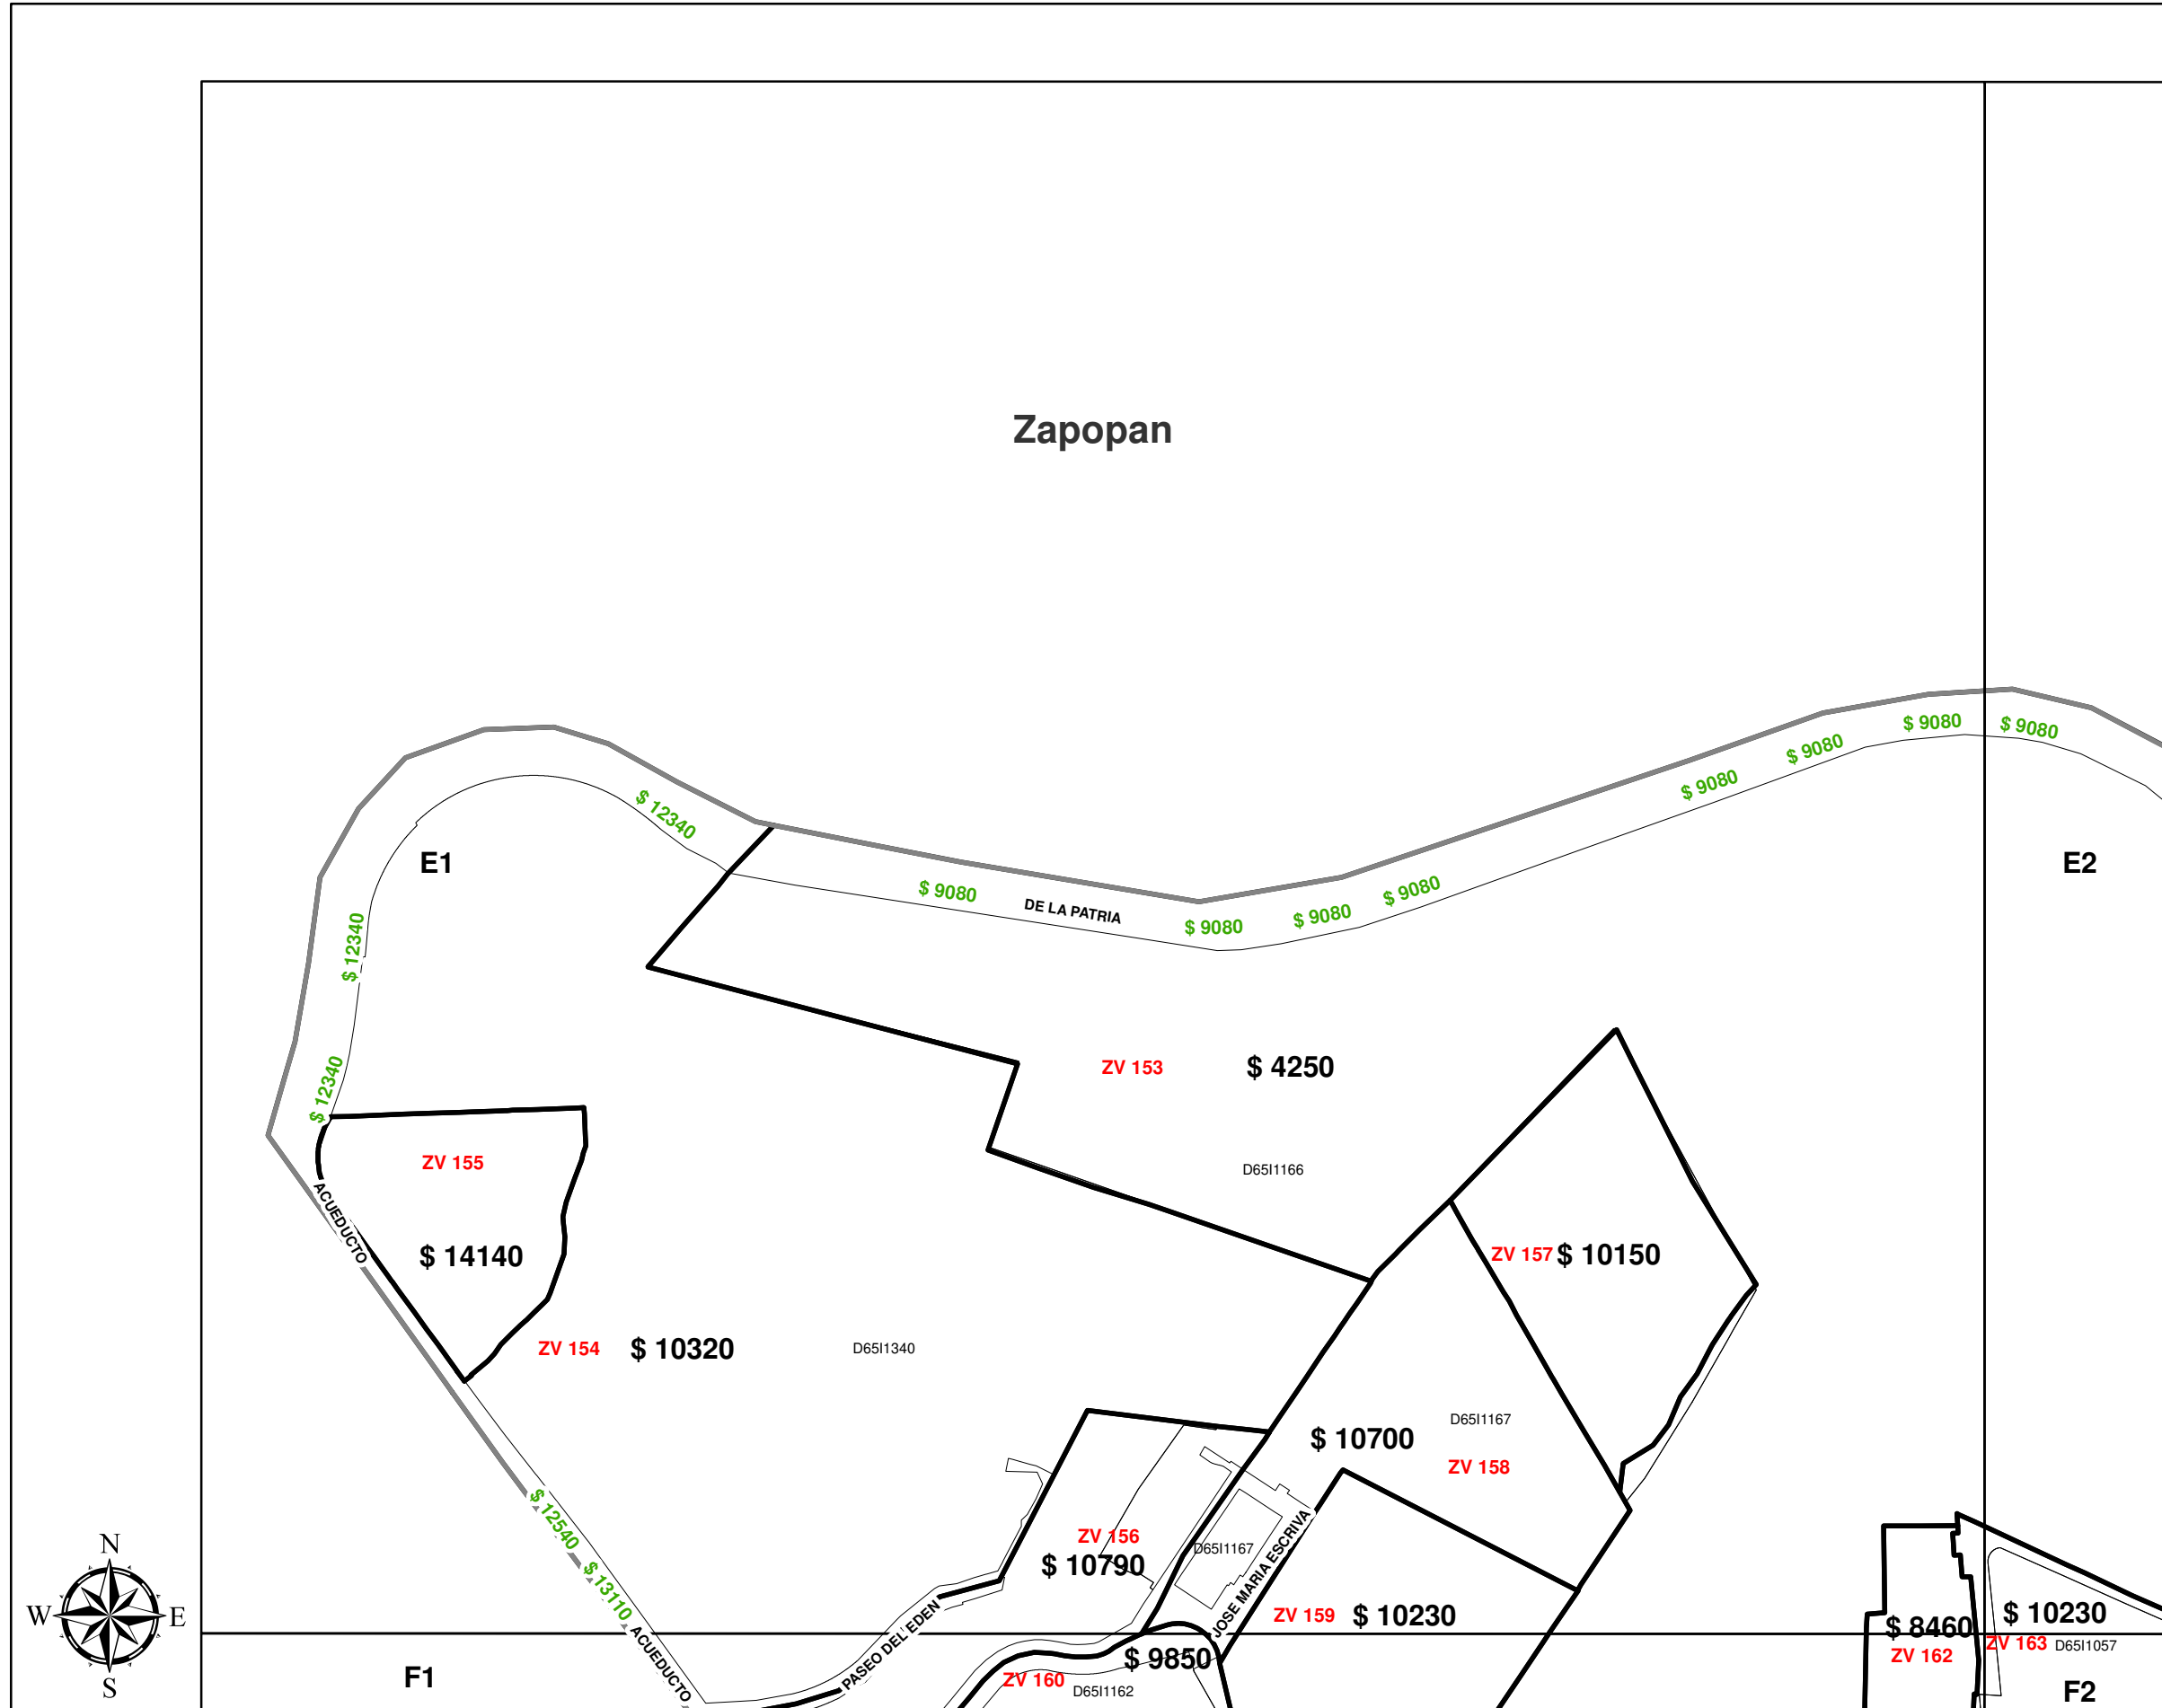 Zapopan
$ 9080
$ 9080
$ 9080
$ 9080
$ 12340
E1
E2
$ 9080
DE LA PATRIA
$ 9080
$ 9080
$ 9080
$ 12340
$ 12340
ZV 153
$ 4250
ZV 155
D65I1166
ACUEDUCTO
$ 14140
ZV 157
$ 10150
ZV 154
$ 10320
D65I1340
D65I1167
$ 10700
ZV 158
$ 12540
ZV 156
D65I1167
$ 10790
JOSE MARIA ESCRIVA
$ 13110
N
W
E
S
ZV 159
$ 10230
$ 10230
$ 8460
ZV 163
D65I1057
ACUEDUCTO
PASEO DEL EDEN
$ 9850
ZV 162
F1
ZV 160
D65I1162
F2